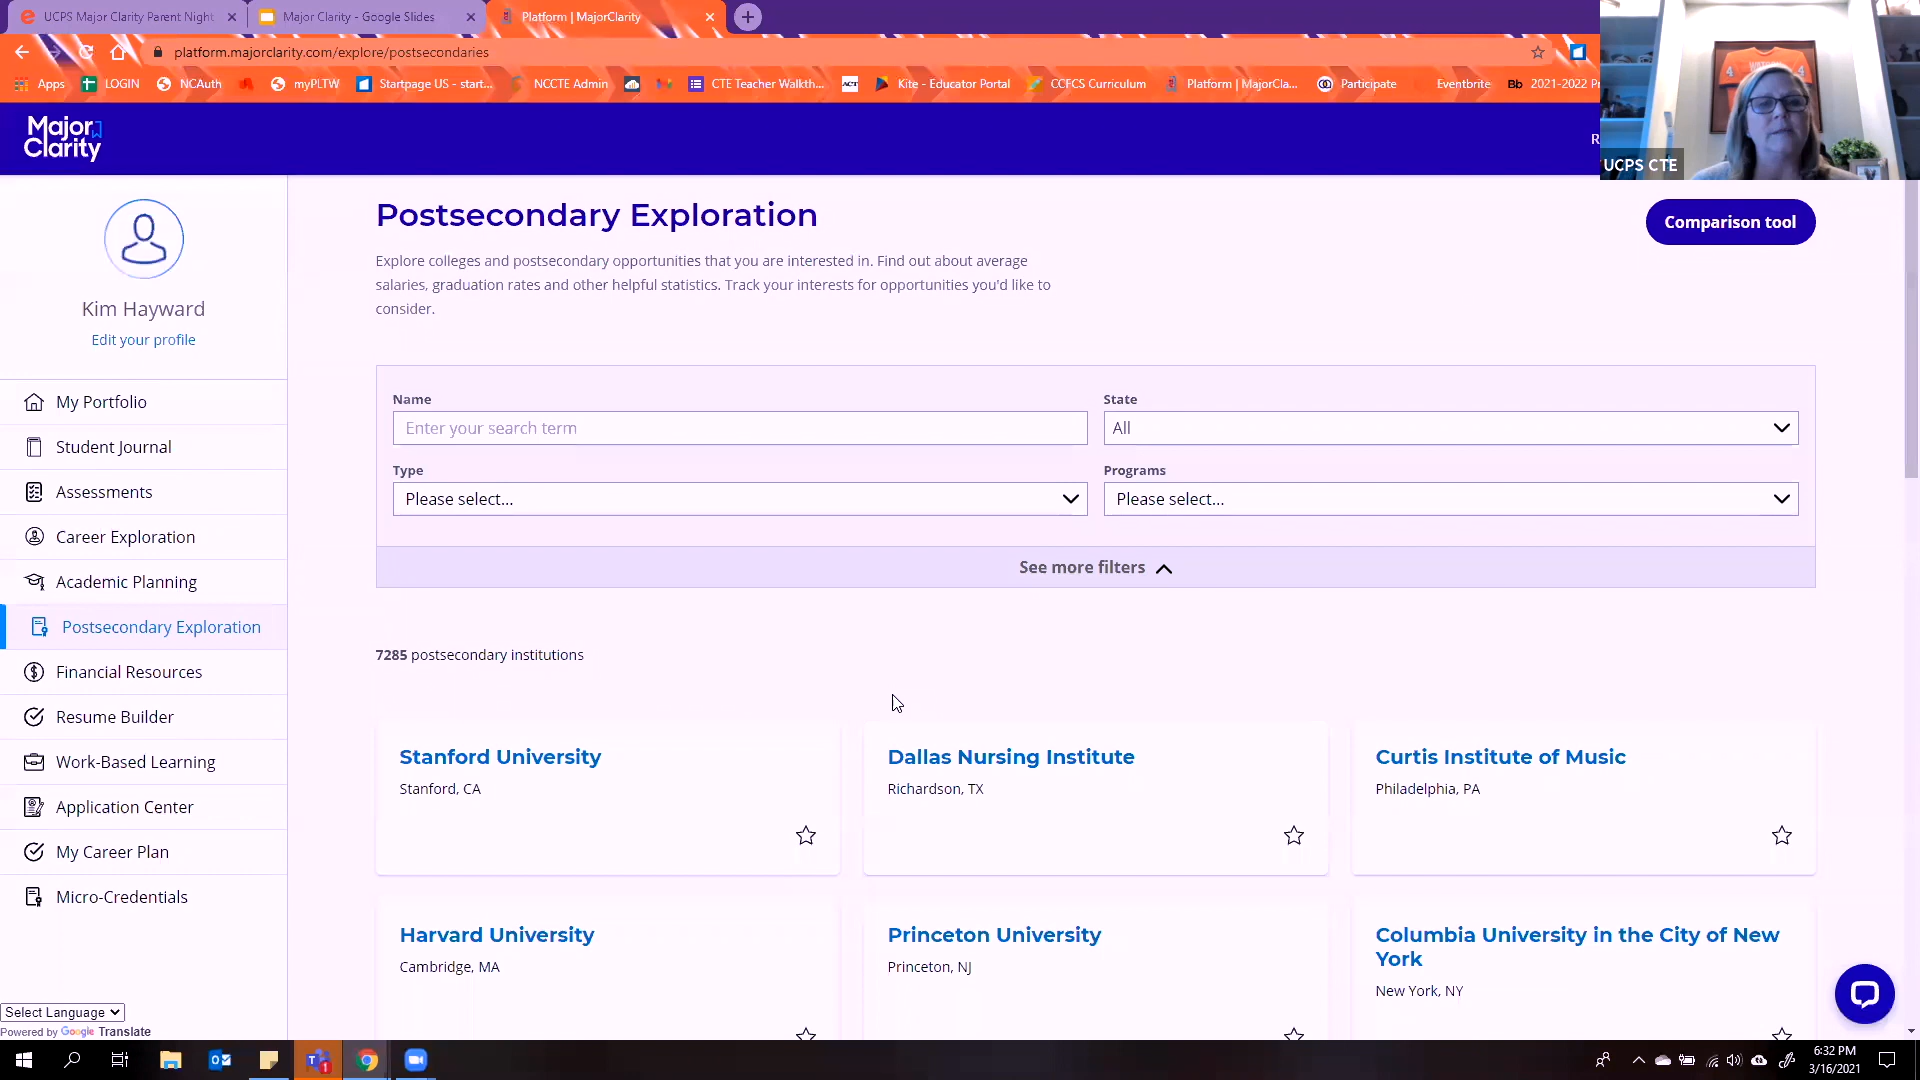 UCPS Major Clarity Parent Night
Major Clarity - Google Slides
Platform | MajorClarity
platform.majorclarity.com/explore/postsecondaries
Apps
LOGIN
NCAuth
myPLTW
Startpage US - start...
NCCTE Admin
CTE Teacher Walkth...
ACT
Kite - Educator Portal
CCFCS Curriculum
Platform | MajorCla...
Participate
Eventbrite
Bb 2021-2022 P
UCPS CTE
Major
Clarity
R
Kim Hayward
Edit your profile
My Portfolio
Student Journal
Assessments
Career Exploration
Academic Planning
Postsecondary Exploration
Financial Resources
Resume Builder
Work-Based Learning
Application Center
My Career Plan
Micro-Credentials
Select Language
Powered by Google Translate
Postsecondary Exploration
Comparison tool
Explore colleges and postsecondary opportunities that you are interested in. Find out about average
salaries, graduation rates and other helpful statistics. Track your interests for opportunities you'd like to
consider.
Name
Enter your search term
State
All
Type
Please select...
Programs
Please select...
See more filters
7285 postsecondary institutions
Stanford University
Stanford, CA
Dallas Nursing Institute
Richardson, TX
Curtis Institute of Music
Philadelphia, PA
Harvard University
Cambridge, MA
Princeton University
Princeton, NJ
Columbia University in the City of New
York
New York, NY
6:32 PM
3/16/2021